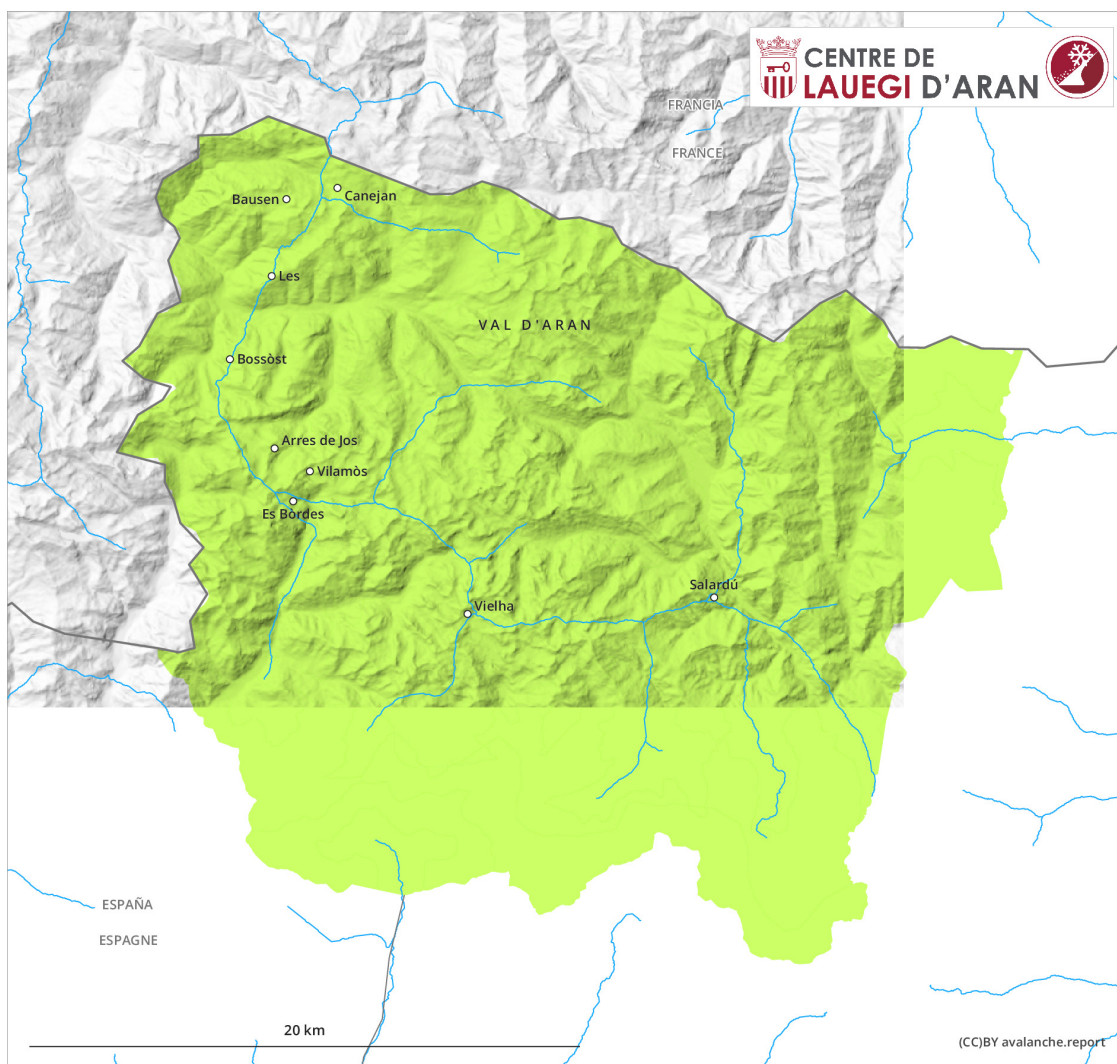 CENTRE DE
LAUEGI D'ARAN
FRANCIA
FRANCE
Canejan
Bausen
Les
VAL D'ARAN
Bossòst
Arres de Jos
Vilamòs
Es Bòrdes
Salardú
Vielha
ESPAÑA
ESPAGNE
20 km
(CC)BY avalanche.report